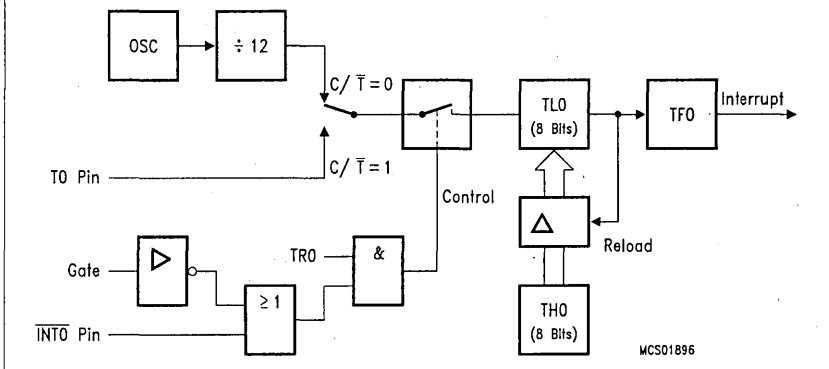 OSC
÷ 12
C/T̅=0
TL0
(8 Bits)
TF0
Interrupt
T0 Pin
C/T̅=1
Control
Reload
Gate
TR0
&
≥1
I̅N̅T̅0̅ Pin
TH0
(8 Bits)
MCS01896